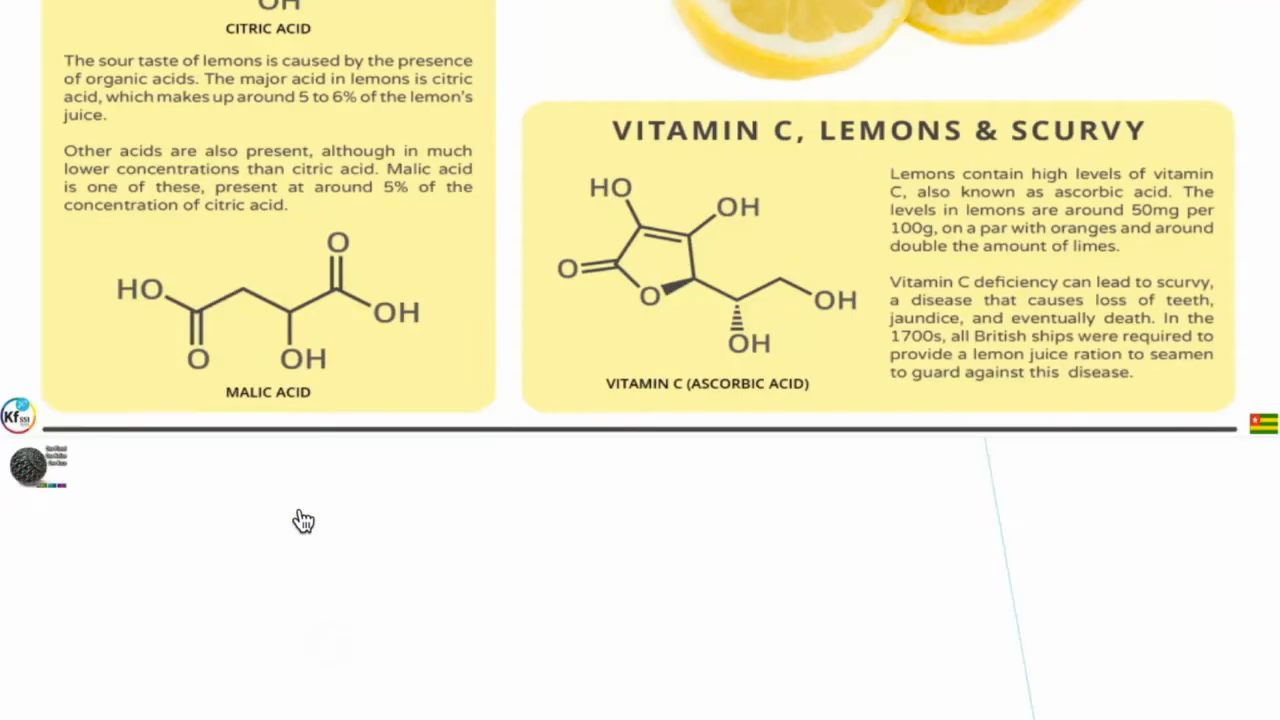 OH
CITRIC ACID
The sour taste of lemons is caused by the presence
of organic acids. The major acid in lemons is citric
acid, which makes up around 5 to 6% of the lemon's
juice.
Other acids are also present, although in much
lower concentrations than citric acid. Malic acid
is one of these, present at around 5% of the
concentration of citric acid.
O
HO
OH
O
OH
MALIC ACID
VITAMIN C, LEMONS & SCURVY
HO
OH
O
O
OH
OH
VITAMIN C (ASCORBIC ACID)
Lemons contain high levels of vitamin
C, also known as ascorbic acid. The
levels in lemons are around 50mg per
100g, on a par with oranges and around
double the amount of limes.
Vitamin C deficiency can lead to scurvy,
a disease that causes loss of teeth,
jaundice, and eventually death. In the
1700s, all British ships were required to
provide a lemon juice ration to seamen
to guard against this disease.
Kf SSI
One Planet
One Nation
One Race